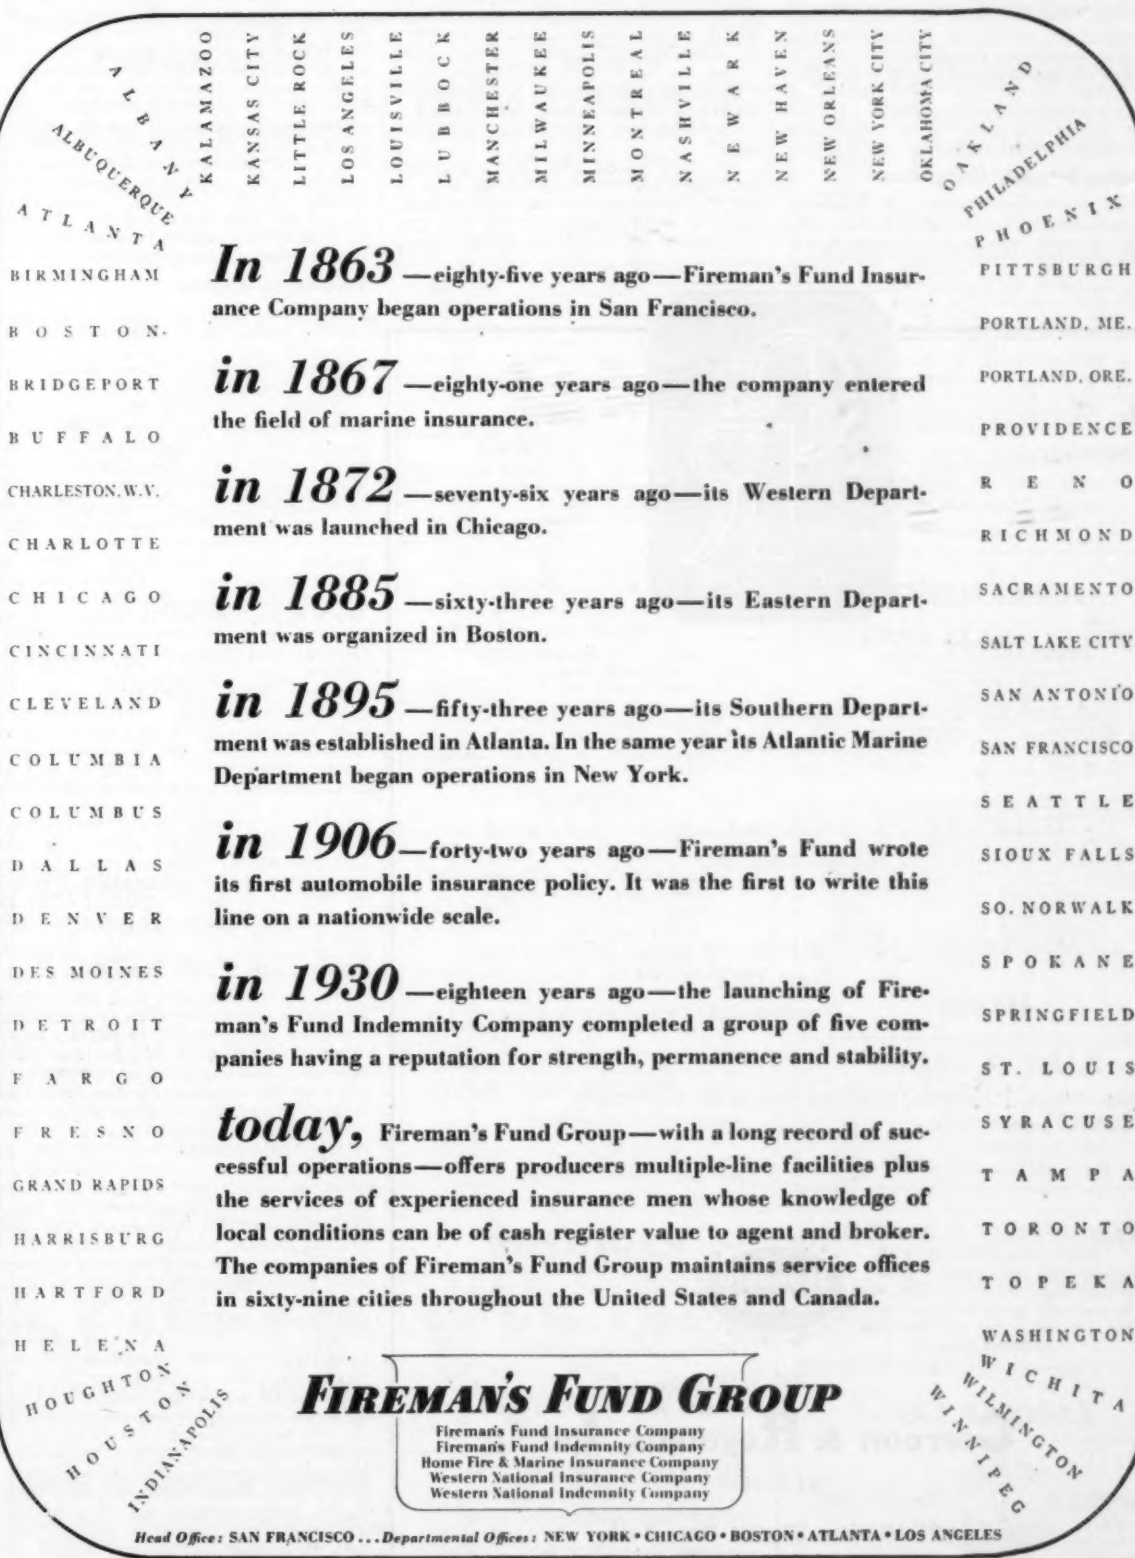 ALBANY
ALBUQUERQUE
ATLANTA
BIRMINGHAM
BOSTON
BRIDGEPORT
BUFFALO
CHARLESTON, W.V.
CHARLOTTE
CHICAGO
CINCINNATI
CLEVELAND
COLUMBIA
COLUMBUS
DALLAS
DENVER
DES MOINES
DETROIT
FARGO
FRESNO
GRAND RAPIDS
HARRISBURG
HARTFORD
HELENA
HOUGHTON
HOUSTON
INDIANAPOLIS
KALAMAZOO
KANSAS CITY
LITTLE ROCK
LOS ANGELES
LOUISVILLE
LUBBOCK
MANCHESTER
MILWAUKEE
MINNEAPOLIS
MONTREAL
NASHVILLE
NEWARK
NEW HAVEN
NEW ORLEANS
NEW YORK CITY
OKLAHOMA CITY
OAKLAND
PHILADELPHIA
PHOENIX
PITTSBURGH
PORTLAND, ME.
PORTLAND, ORE.
PROVIDENCE
RENO
RICHMOND
SACRAMENTO
SALT LAKE CITY
SAN ANTONIO
SAN FRANCISCO
SEATTLE
SIOUX FALLS
SO. NORWALK
SPOKANE
SPRINGFIELD
ST. LOUIS
SYRACUSE
TAMPA
TORONTO
TOPEKA
WASHINGTON
WICHITA
WILMINGTON
WINNIPEG
In 1863—eighty-five years ago—Fireman's Fund Insur-
ance Company began operations in San Francisco.
in 1867—eighty-one years ago—the company entered
the field of marine insurance.
in 1872—seventy-six years ago—its Western Depart-
ment was launched in Chicago.
in 1885—sixty-three years ago—its Eastern Depart-
ment was organized in Boston.
in 1895—fifty-three years ago—its Southern Depart-
ment was established in Atlanta. In the same year its Atlantic Marine
Department began operations in New York.
in 1906—forty-two years ago—Fireman's Fund wrote
its first automobile insurance policy. It was the first to write this
line on a nationwide scale.
in 1930—eighteen years ago—the launching of Fire-
man's Fund Indemnity Company completed a group of five com-
panies having a reputation for strength, permanence and stability.
today, Fireman's Fund Group—with a long record of suc-
cessful operations—offers producers multiple-line facilities plus
the services of experienced insurance men whose knowledge of
local conditions can be of cash register value to agent and broker.
The companies of Fireman's Fund Group maintains service offices
in sixty-nine cities throughout the United States and Canada.
FIREMAN'S FUND GROUP
Fireman's Fund Insurance Company
Fireman's Fund Indemnity Company
Home Fire & Marine Insurance Company
Western National Insurance Company
Western National Indemnity Company
Head Office: SAN FRANCISCO...Departmental Offices: NEW YORK • CHICAGO • BOSTON • ATLANTA • LOS ANGELES